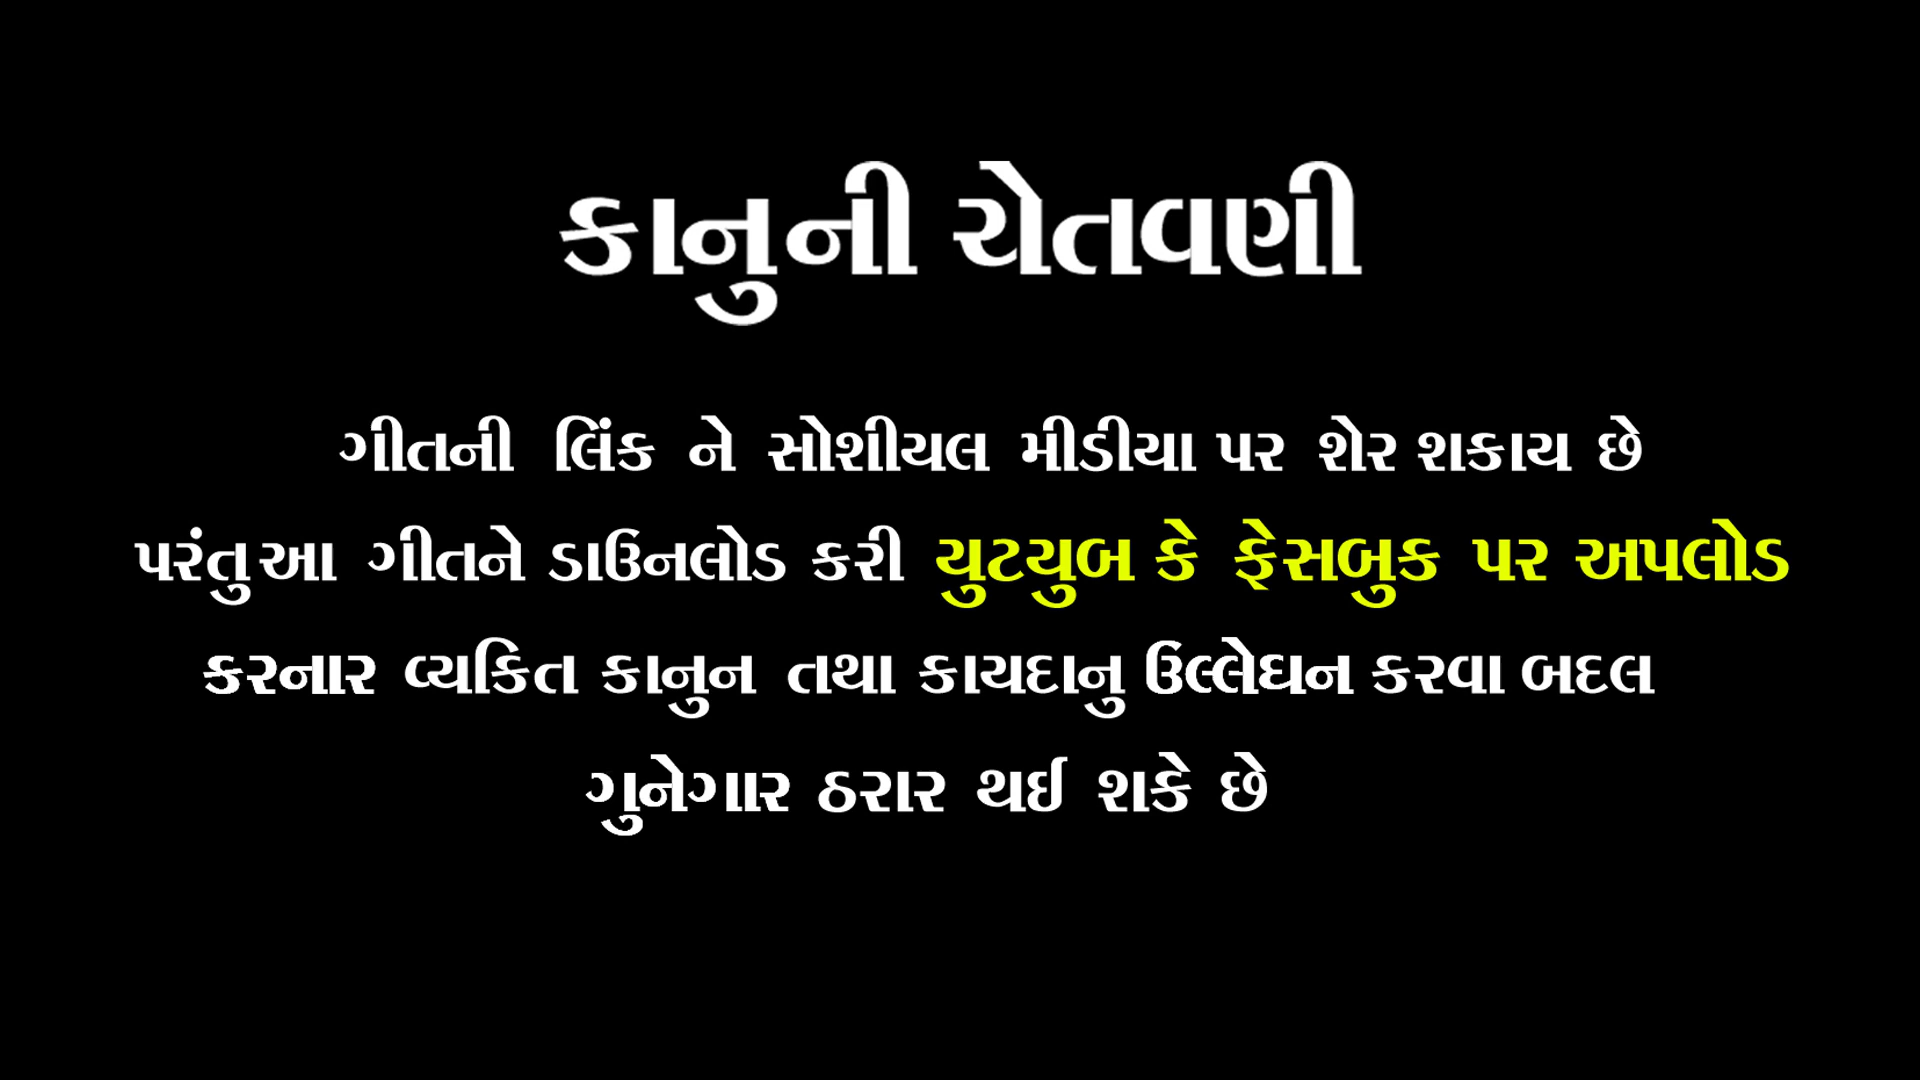 કાનુની ચેતવણી
ગીતની લિંક ને સોશીયલ મીડીયા પર શેર શકાય છે
પરંતુ આ ગીતને ડાઉનલોડ કરી યુટયુબ કે ફેસબુક પર અપલોડ
કરનાર વ્યકિત કાનુન તથા કાયદાનુ ઉલ્લેઘન કરવા બદલ
ગુનેગાર ઠરાર થઈ શકે છે